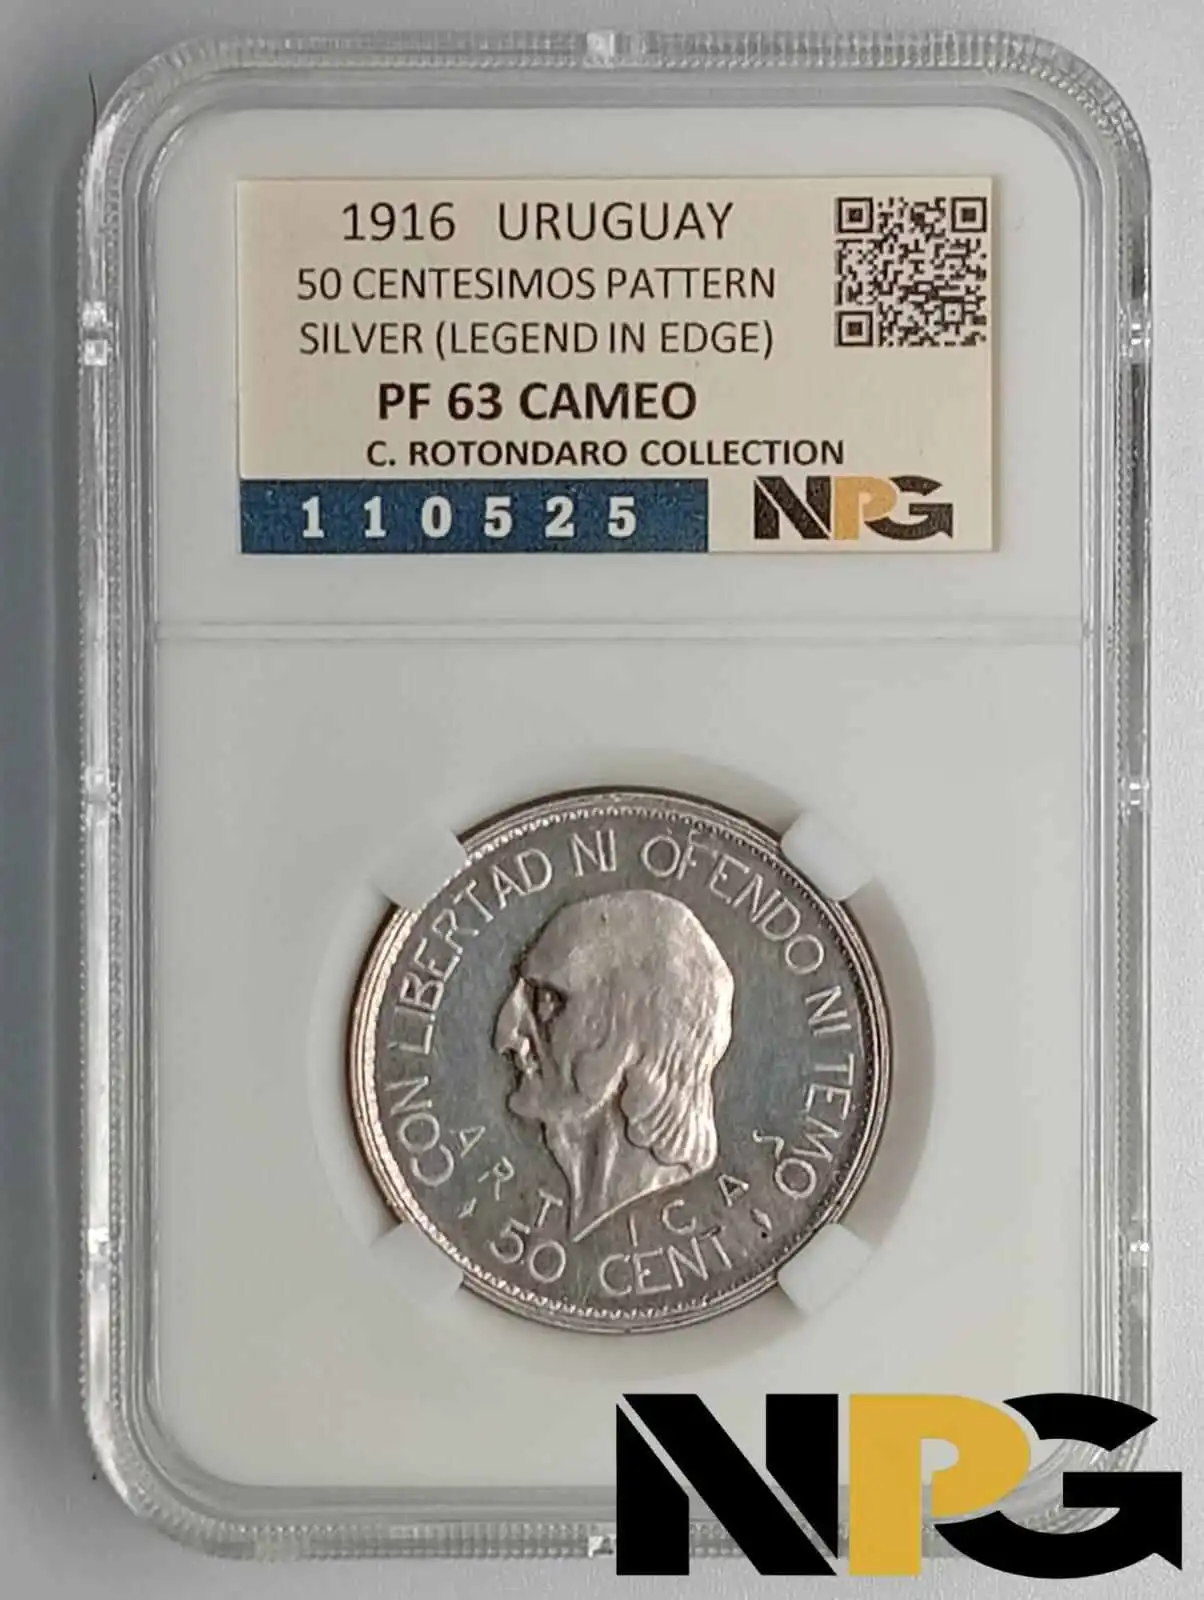 1916 URUGUAY
50 CENTESIMOS PATTERN
SILVER (LEGEND IN EDGE)
PF 63 CAMEO
C. ROTONDARO COLLECTION
110525
NPG
CON LIBERTAD NI OFENDO NI TEMO
ARTICA
50 CENT.
NPG